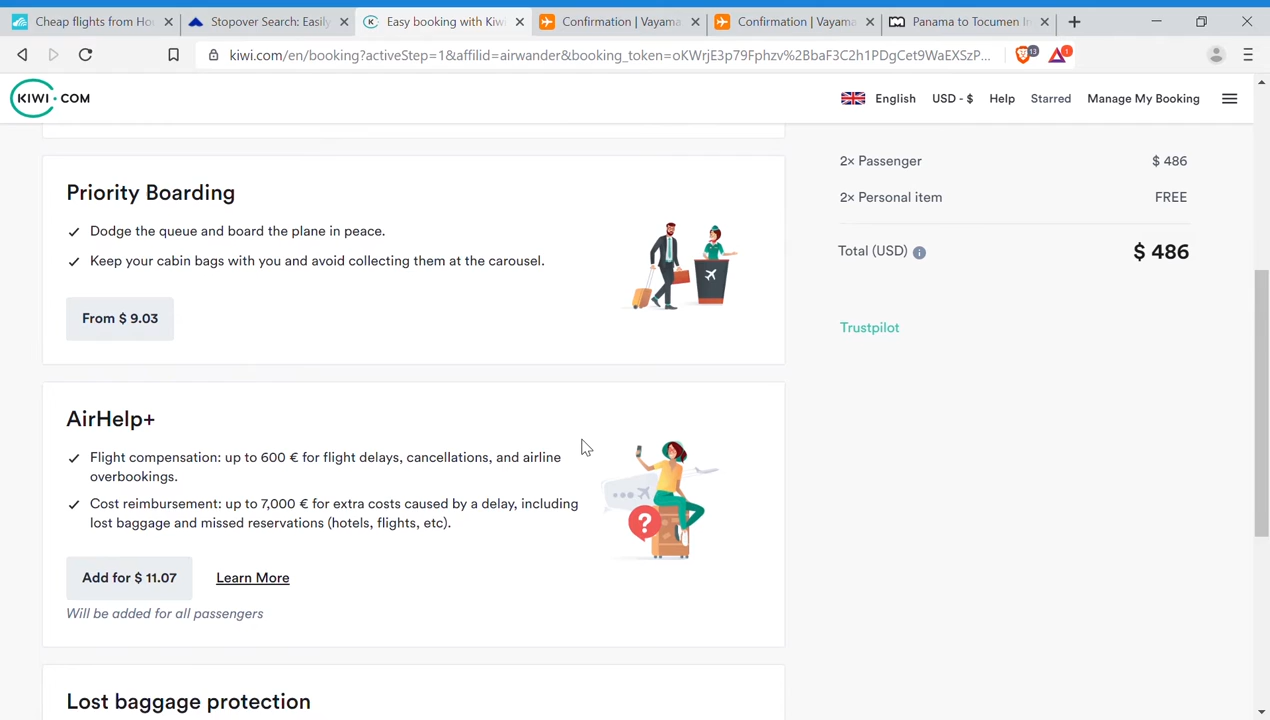 Cheap flights from Ho
Stopover Search: Easily
Easy booking with Kiwi
Confirmation | Vayama
Confirmation | Vayama
Panama to Tocumen In
kiwi.com/en/booking?activeStep=1&affilid=airwander&booking_token=oKWrjE3p79Fphzv%2BbaF3C2h1PDgCet9WaEXSzP...
13
1
KIWI.COM
English
USD - $
Help
Starred
Manage My Booking
Priority Boarding
Dodge the queue and board the plane in peace.
Keep your cabin bags with you and avoid collecting them at the carousel.
From $ 9.03
AirHelp+
Flight compensation: up to 600 € for flight delays, cancellations, and airline
overbookings.
Cost reimbursement: up to 7,000 € for extra costs caused by a delay, including
lost baggage and missed reservations (hotels, flights, etc).
?
Add for $ 11.07
Learn More
Will be added for all passengers
Lost baggage protection
2× Passenger
$ 486
2× Personal item
FREE
Total (USD)
$ 486
Trustpilot